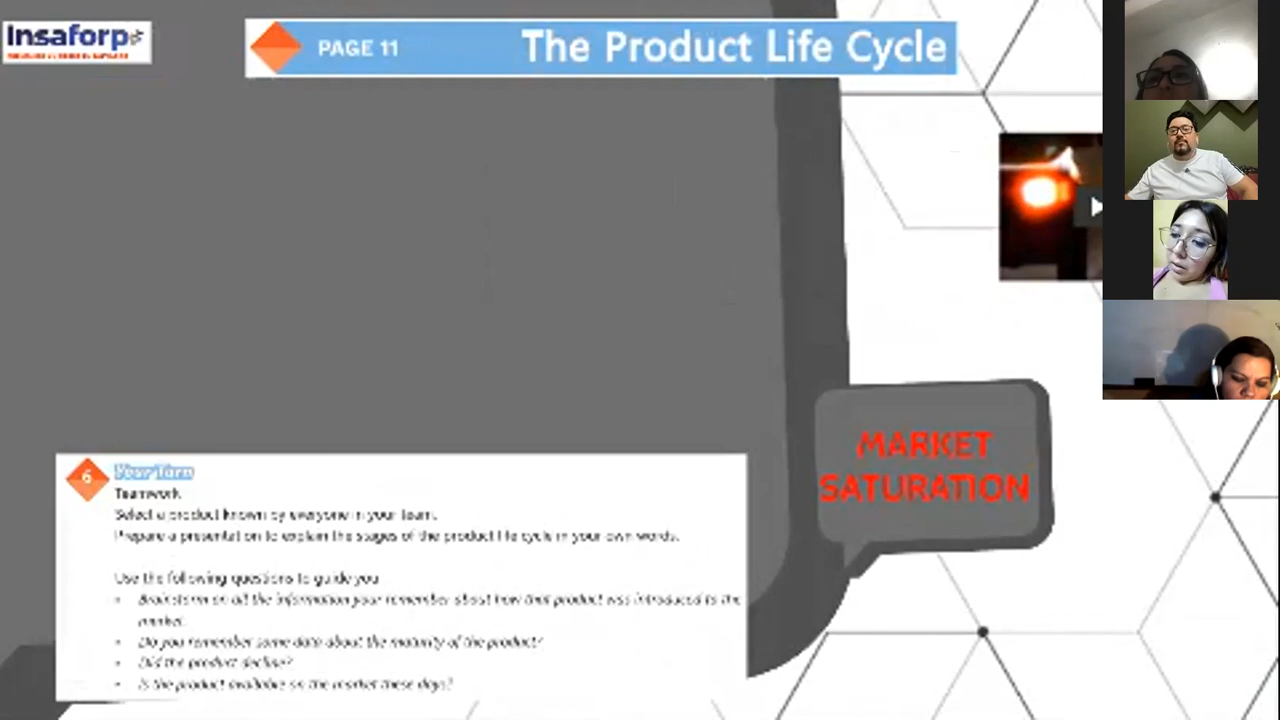 Insaforp
PAGE 11
The Product Life Cycle
MARKET
SATURATION
6
Your Turn
Teamwork
Select a product known by everyone in your team.
Prepare a presentation to explain the stages of the product life cycle in your own words.
Use the following questions to guide you
• Brainstorm on all the information your remember about how that product was introduced to the
market.
• Do you remember some data about the maturity of the product?
• Did the product decline?
• Is the product available on the market these days?